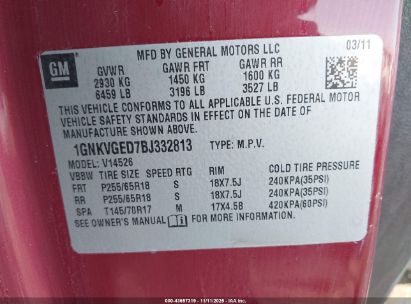 MFD BY GENERAL MOTORS LLC
03/11
GM
GVWR GAWR FRT GAWR RR
2930 KG 1450 KG 1600 KG
6459 LB 3196 LB 3527 LB
THIS VEHICLE CONFORMS TO ALL APPLICABLE U.S. FEDERAL MOTOR
VEHICLE SAFETY STANDARDS IN EFFECT ON THE DATE OF
MANUFACTURE SHOWN ABOVE.
1GNKVGED7BJ332813 TYPE: M.P.V.
MODEL: V14526
VBBW TIRE SIZE SPEED RTG RIM COLD TIRE PRESSURE
FRT P255/65R18 S 18X7.5J 240KPA(35PSI)
RR P255/65R18 S 18X7.5J 240KPA(35PSI)
SPA T145/70R17 M 17X4.5B 420KPA(60PSI)
SEE OWNER'S MANUAL FOR MORE INFORMATION.